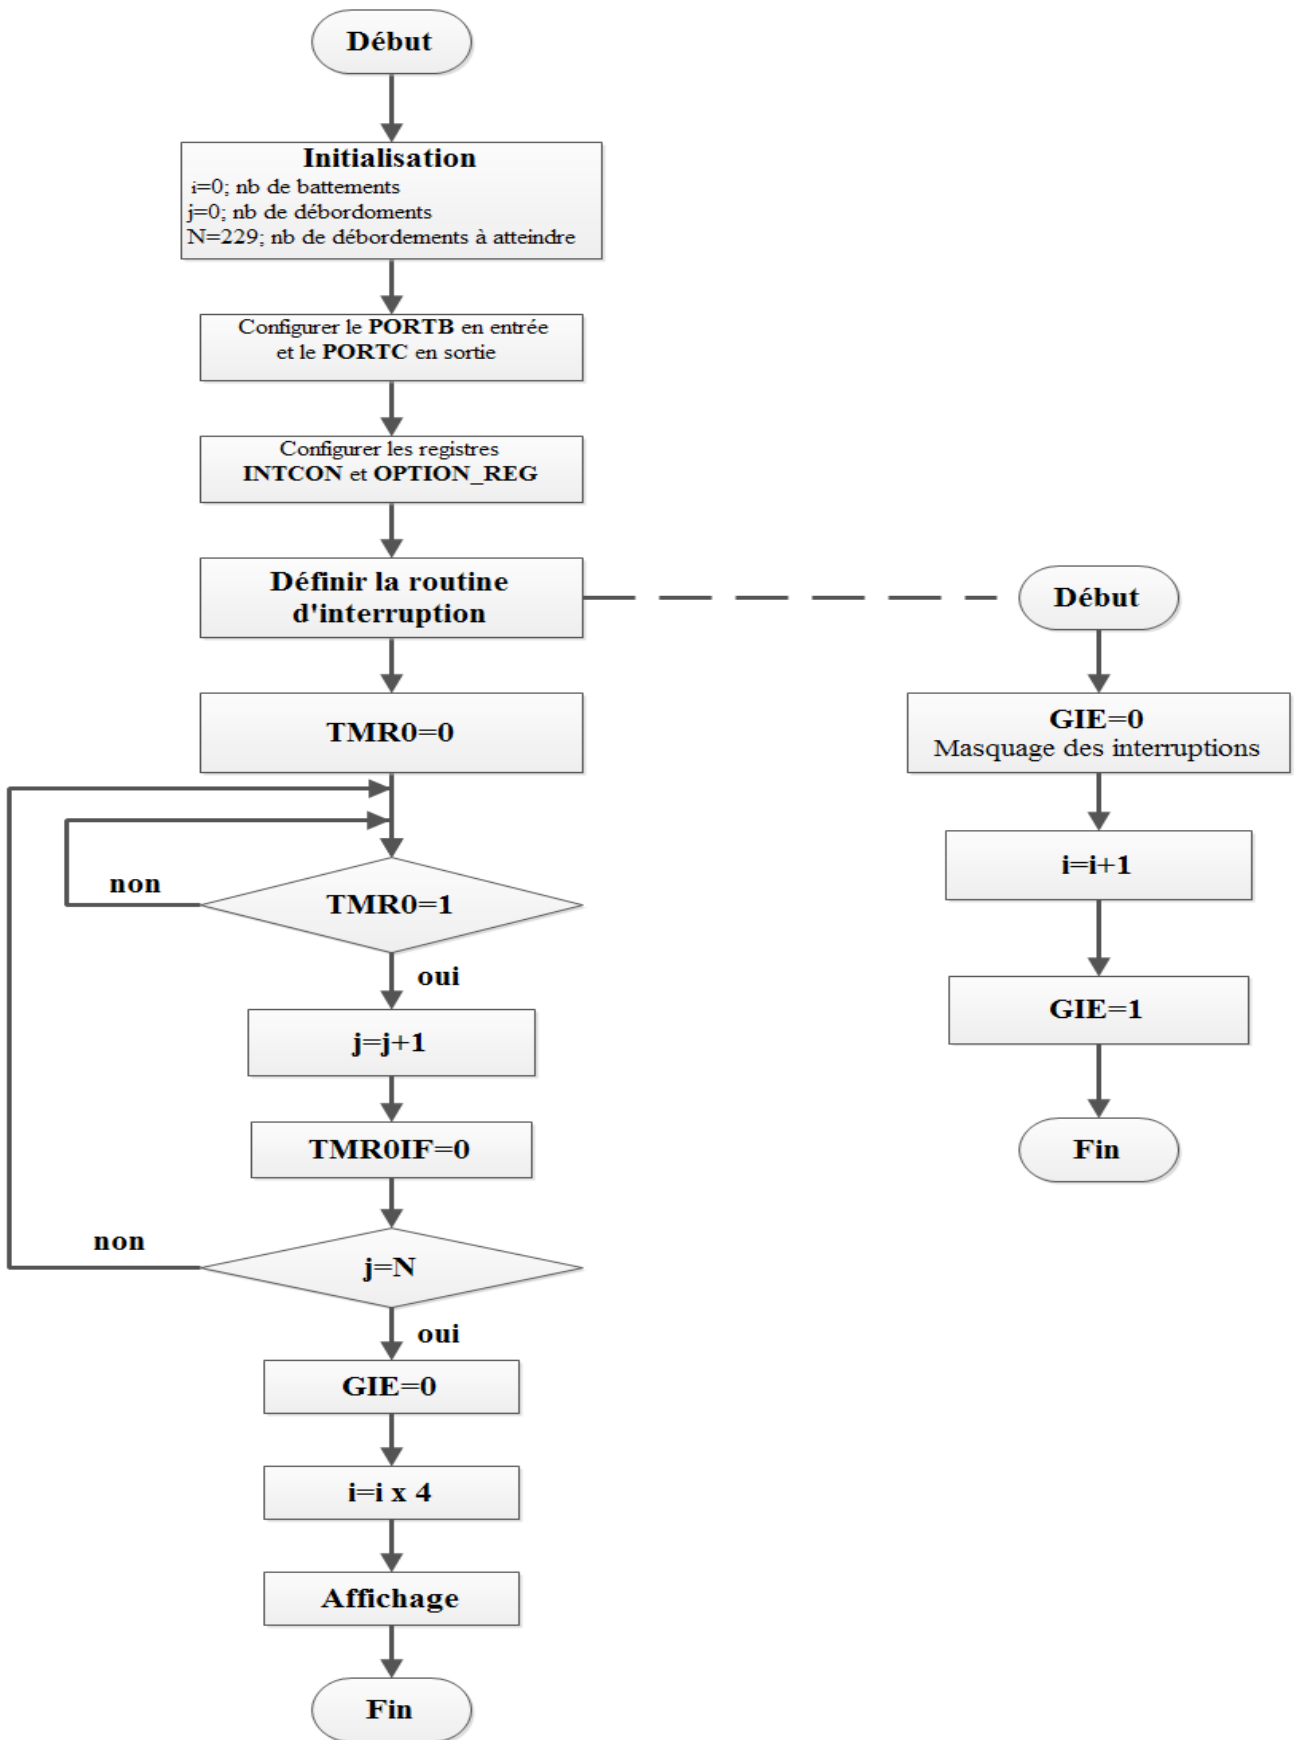 Début
Initialisation
i=0; nb de battements
j=0; nb de débordoments
N=229; nb de débordements à atteindre
Configurer le PORTB en entrée
et le PORTC en sortie
Configurer les registres
INTCON et OPTION_REG
Définir la routine
d'interruption
TMR0=0
non
TMR0=1
oui
j=j+1
TMR0IF=0
non
j=N
oui
GIE=0
i=i x 4
Affichage
Fin
Début
GIE=0
Masquage des interruptions
i=i+1
GIE=1
Fin